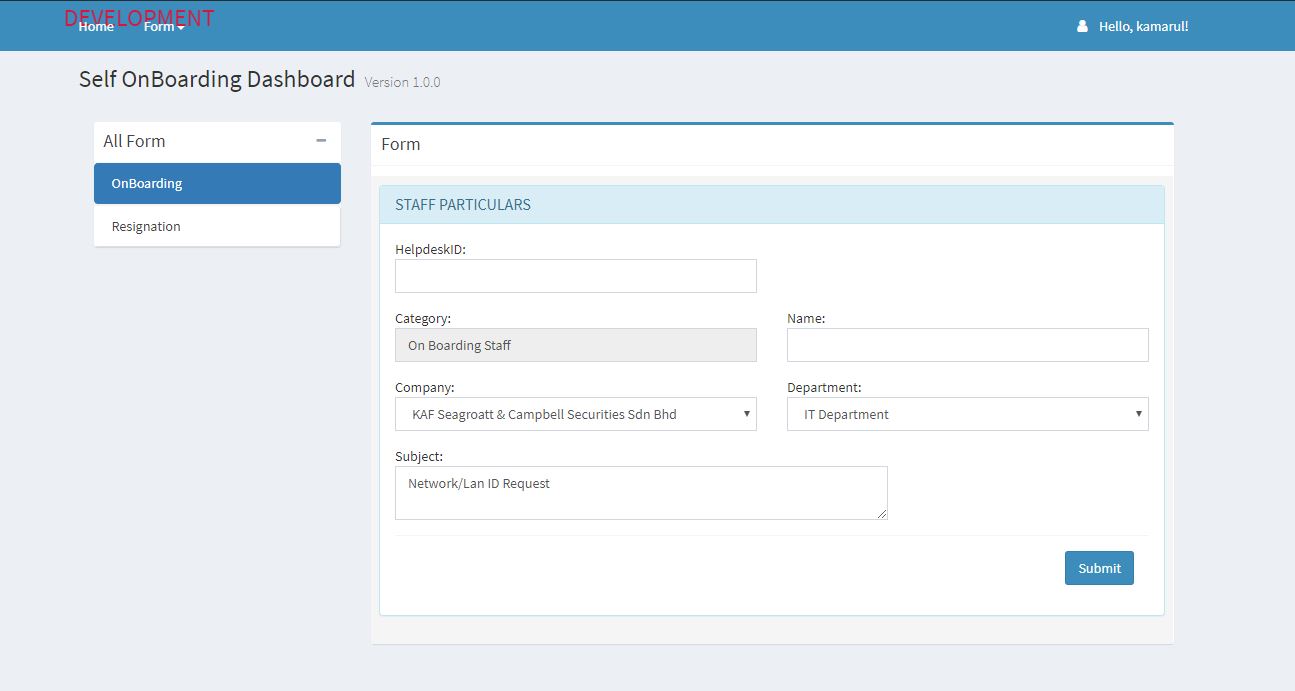 DEVELOPMENT
Home Form Hello, kamarul!
Self OnBoarding Dashboard Version 1.0.0
All Form
OnBoarding
Resignation
Form
STAFF PARTICULARS
HelpdeskID:
Category: Name:
On Boarding Staff
Company: Department:
KAF Seagroatt & Campbell Securities Sdn Bhd IT Department
Subject:
Network/Lan ID Request
Submit